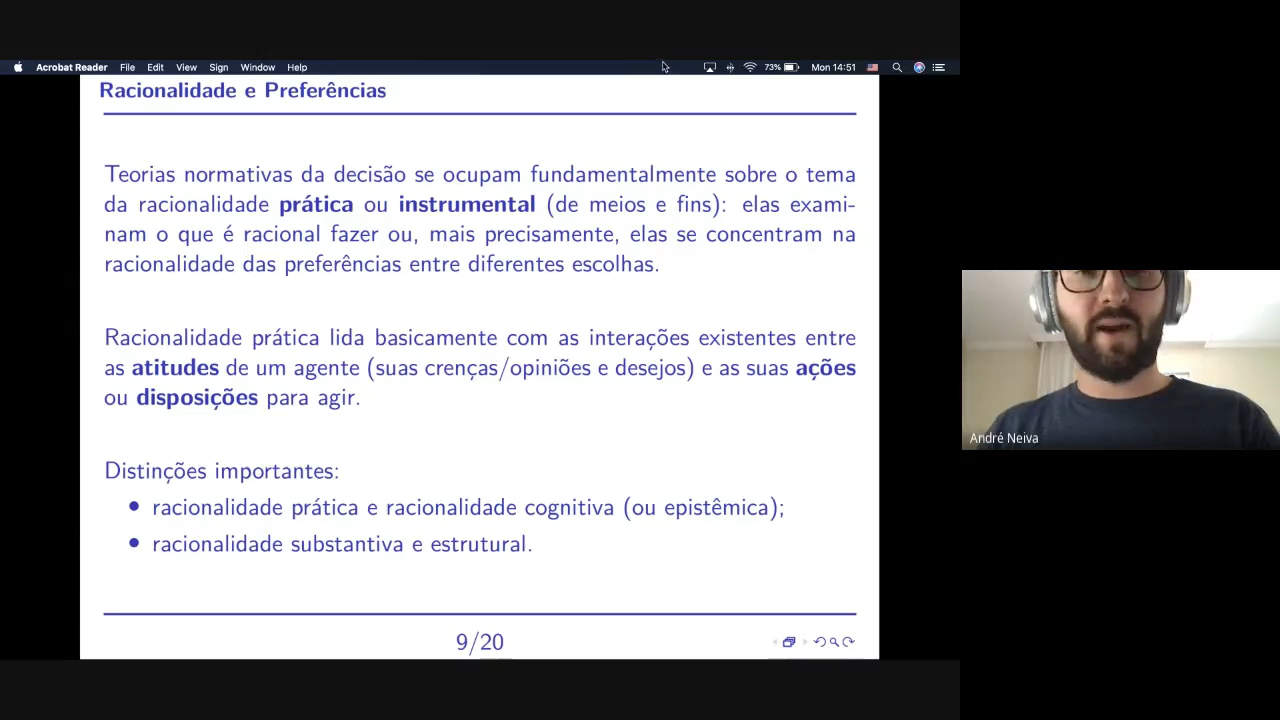 Acrobat Reader File Edit View Sign Window Help 73% Mon 14:51
Racionalidade e Preferências
Teorias normativas da decisão se ocupam fundamentalmente sobre o tema
da racionalidade prática ou instrumental (de meios e fins): elas exami-
nam o que é racional fazer ou, mais precisamente, elas se concentram na
racionalidade das preferências entre diferentes escolhas.
Racionalidade prática lida basicamente com as interações existentes entre
as atitudes de um agente (suas crenças/opiniões e desejos) e as suas ações
ou disposições para agir.
Distinções importantes:
• racionalidade prática e racionalidade cognitiva (ou epistêmica);
• racionalidade substantiva e estrutural.
9/20
André Neiva